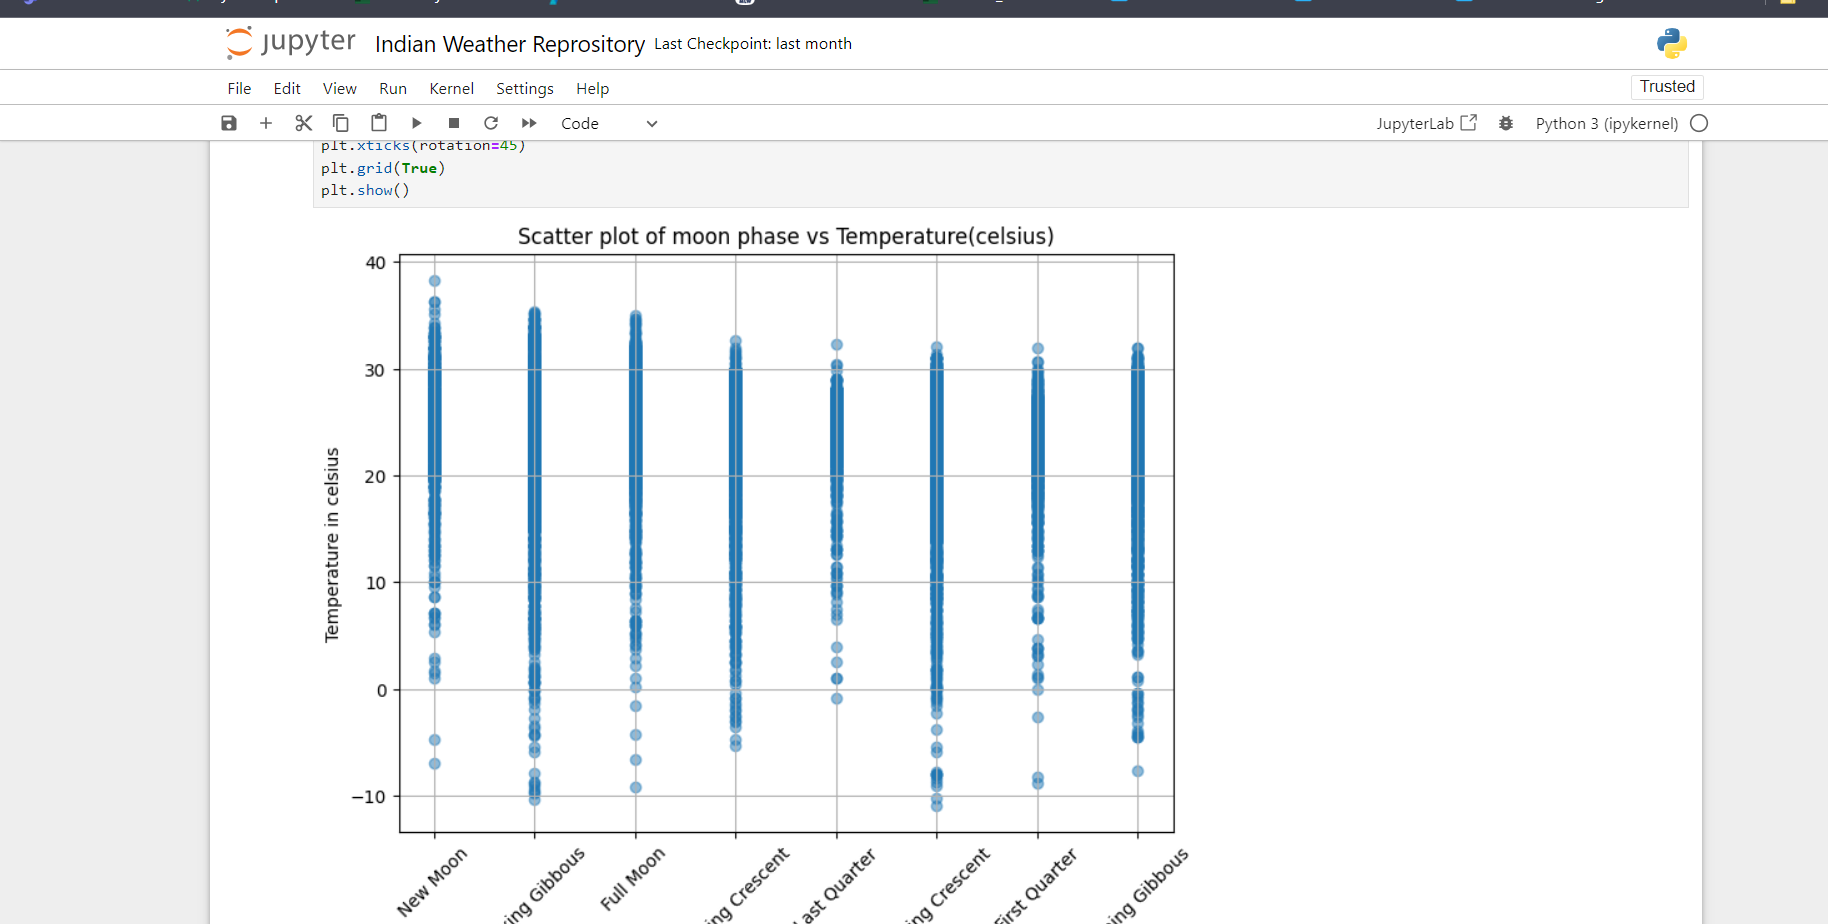 jupyter Indian Weather Reprository Last Checkpoint: last month
File Edit View Run Kernel Settings Help Trusted
Code JupyterLab Python 3 (ipykernel)
plt.xticks(rotation=45)
plt.grid(True)
plt.show()
Scatter plot of moon phase vs Temperature(celsius)
40
30
20
10
0
−10
Temperature in celsius
New Moon
ing Gibbous
Full Moon
ng Crescent
ast Quarter
ng Crescent
First Quarter
ng Gibbous